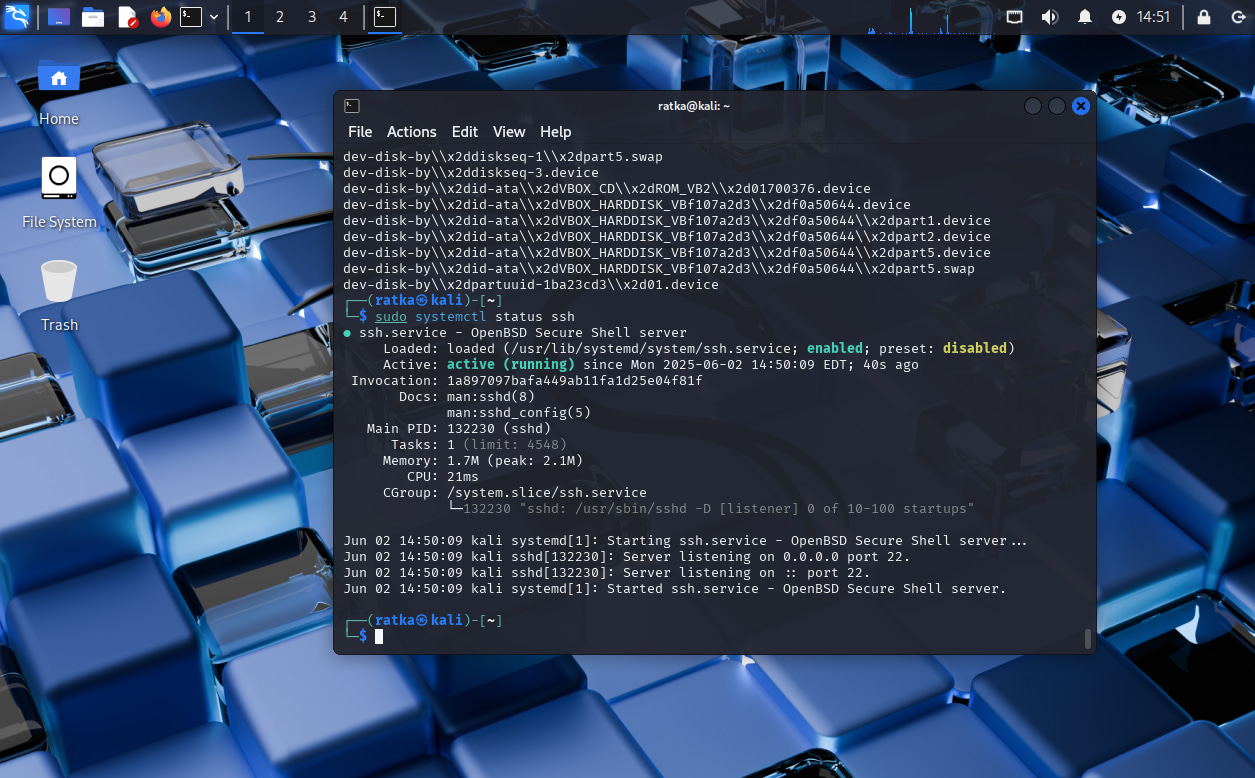 1 2 3 4
14:51
Home
File System
Trash
ratka@kali: ~
File Actions Edit View Help
dev-disk-by\\x2ddiskseq-1\\x2dpart5.swap
dev-disk-by\\x2ddiskseq-3.device
dev-disk-by\\x2did-ata\\x2dVBOX_CD\\x2dROM_VB2\\x2d01700376.device
dev-disk-by\\x2did-ata\\x2dVBOX_HARDDISK_VBf107a2d3\\x2df0a50644.device
dev-disk-by\\x2did-ata\\x2dVBOX_HARDDISK_VBf107a2d3\\x2df0a50644\\x2dpart1.device
dev-disk-by\\x2did-ata\\x2dVBOX_HARDDISK_VBf107a2d3\\x2df0a50644\\x2dpart2.device
dev-disk-by\\x2did-ata\\x2dVBOX_HARDDISK_VBf107a2d3\\x2df0a50644\\x2dpart5.device
dev-disk-by\\x2did-ata\\x2dVBOX_HARDDISK_VBf107a2d3\\x2df0a50644\\x2dpart5.swap
dev-disk-by\\x2dpartuuid-1ba23cd3\\x2d01.device
┌──(ratka㉿kali)-[~]
└─$ sudo systemctl status ssh
● ssh.service - OpenBSD Secure Shell server
Loaded: loaded (/usr/lib/systemd/system/ssh.service; enabled; preset: disabled)
Active: active (running) since Mon 2025-06-02 14:50:09 EDT; 40s ago
Invocation: 1a897097bafa449ab11fa1d25e04f81f
Docs: man:sshd(8)
man:sshd_config(5)
Main PID: 132230 (sshd)
Tasks: 1 (limit: 4548)
Memory: 1.7M (peak: 2.1M)
CPU: 21ms
CGroup: /system.slice/ssh.service
└─132230 "sshd: /usr/sbin/sshd -D [listener] 0 of 10-100 startups"
Jun 02 14:50:09 kali systemd[1]: Starting ssh.service - OpenBSD Secure Shell server...
Jun 02 14:50:09 kali sshd[132230]: Server listening on 0.0.0.0 port 22.
Jun 02 14:50:09 kali sshd[132230]: Server listening on :: port 22.
Jun 02 14:50:09 kali systemd[1]: Started ssh.service - OpenBSD Secure Shell server.
┌──(ratka㉿kali)-[~]
└─$